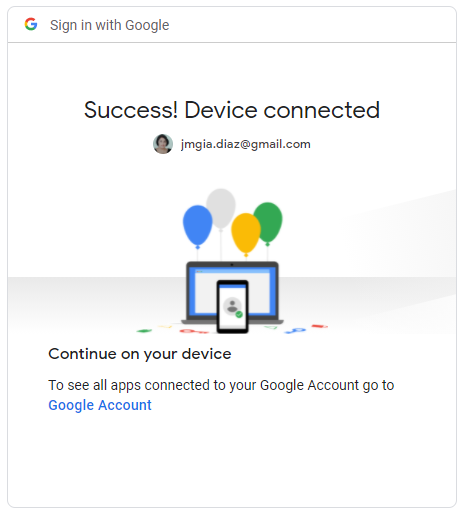 Sign in with Google
Success! Device connected
jmgia.diaz@gmail.com
Continue on your device
To see all apps connected to your Google Account go to
Google Account